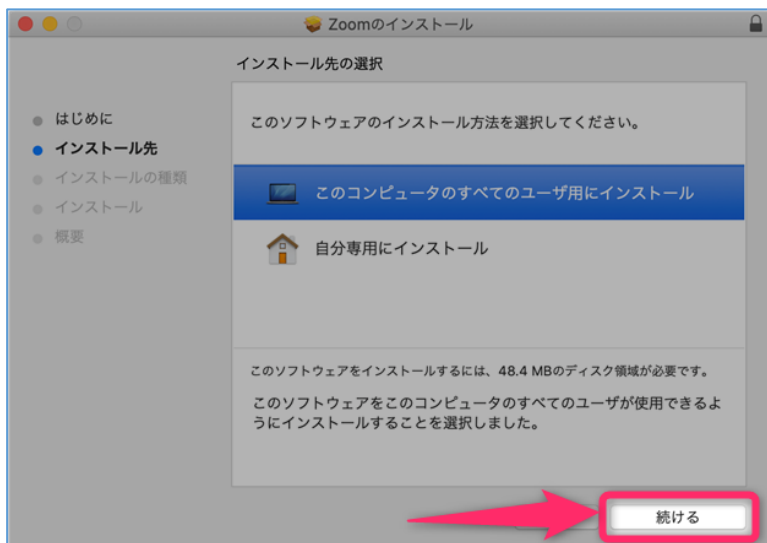 Zoomのインストール
インストール先の選択
はじめに
インストール先
インストールの種類
インストール
概要
このソフトウェアのインストール方法を選択してください。
このコンピュータのすべてのユーザ用にインストール
自分専用にインストール
このソフトウェアをインストールするには、48.4 MBのディスク領域が必要です。
このソフトウェアをこのコンピュータのすべてのユーザが使用できるよ
うにインストールすることを選択しました。
続ける